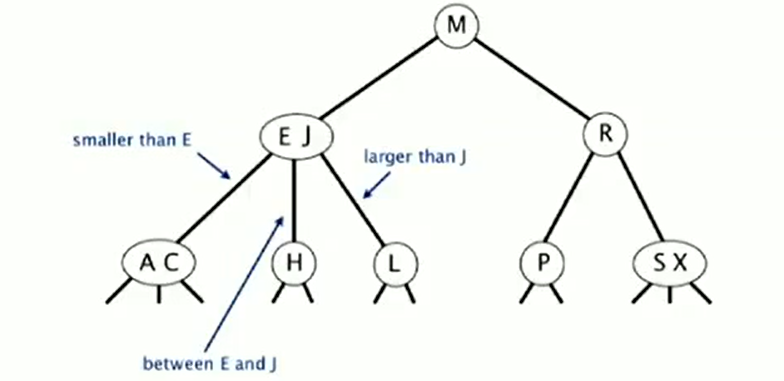 M
E J
R
smaller than E
larger than J
A C
H
L
P
S X
between E and J